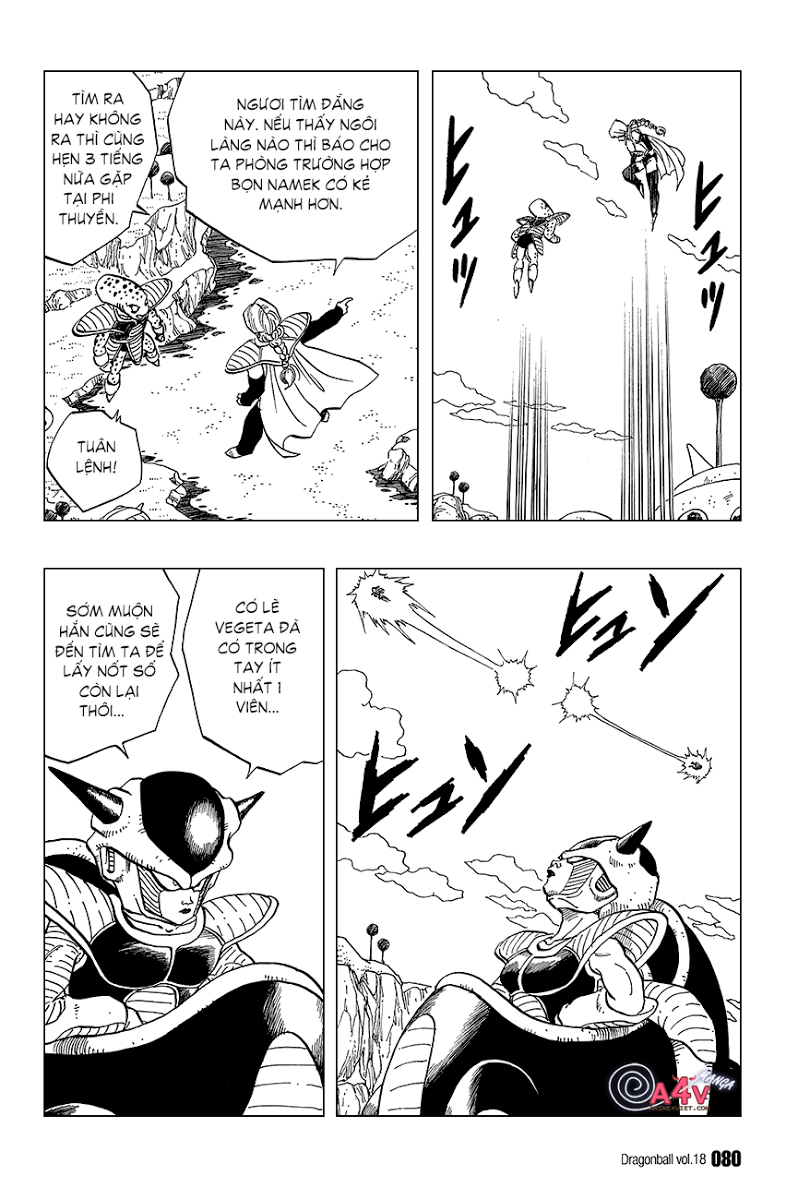 TÌM RA
HAY KHÔNG
RA THÌ CŨNG
HẸN 3 TIẾNG
NỮA GẶP
TẠI PHI
THUYỀN.
NGƯƠI TÌM ĐẰNG
NÀY. NẾU THẤY NGÔI
LÀNG NÀO THÌ BÁO CHO
TA PHÒNG TRƯỜNG HỢP
BỌN NAMEK CÓ KẺ
MẠNH HƠN.
TUÂN
LỆNH!
ヒュッ
ヒュッ
SỚM MUỘN
HẮN CŨNG SẼ
ĐẾN TÌM TA ĐỂ
LẤY NỐT SỐ
CÒN LẠI
THÔI...
CÓ LẼ
VEGETA ĐÃ
CÓ TRONG
TAY ÍT
NHẤT 1
VIÊN...
ヒュン
ヒュン
A4V
MANGA
ANIME4VIET.COM
Dragonball vol.18 080